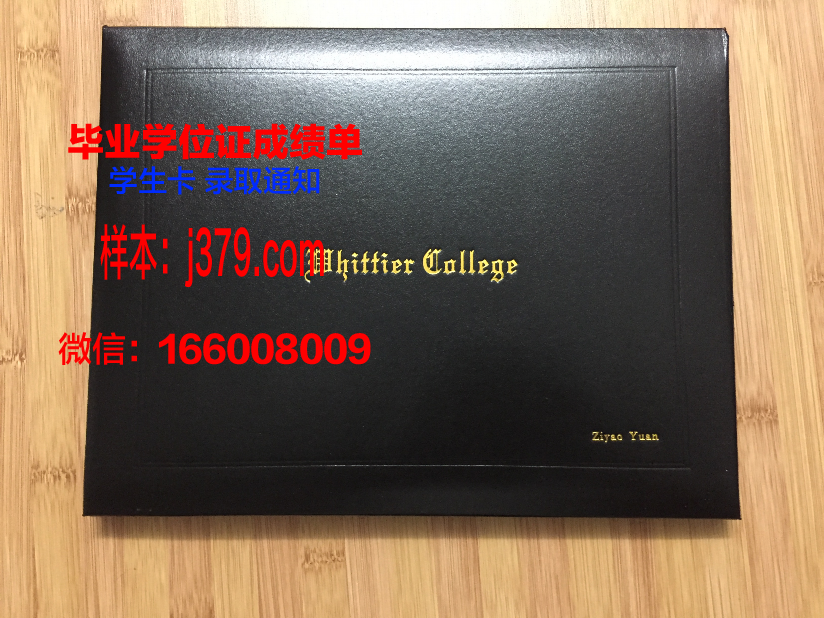 毕业学位证成绩单
学生卡 录取通知
样本：j379.com
Whittier College
微信：166008009
Ziyao Yuan